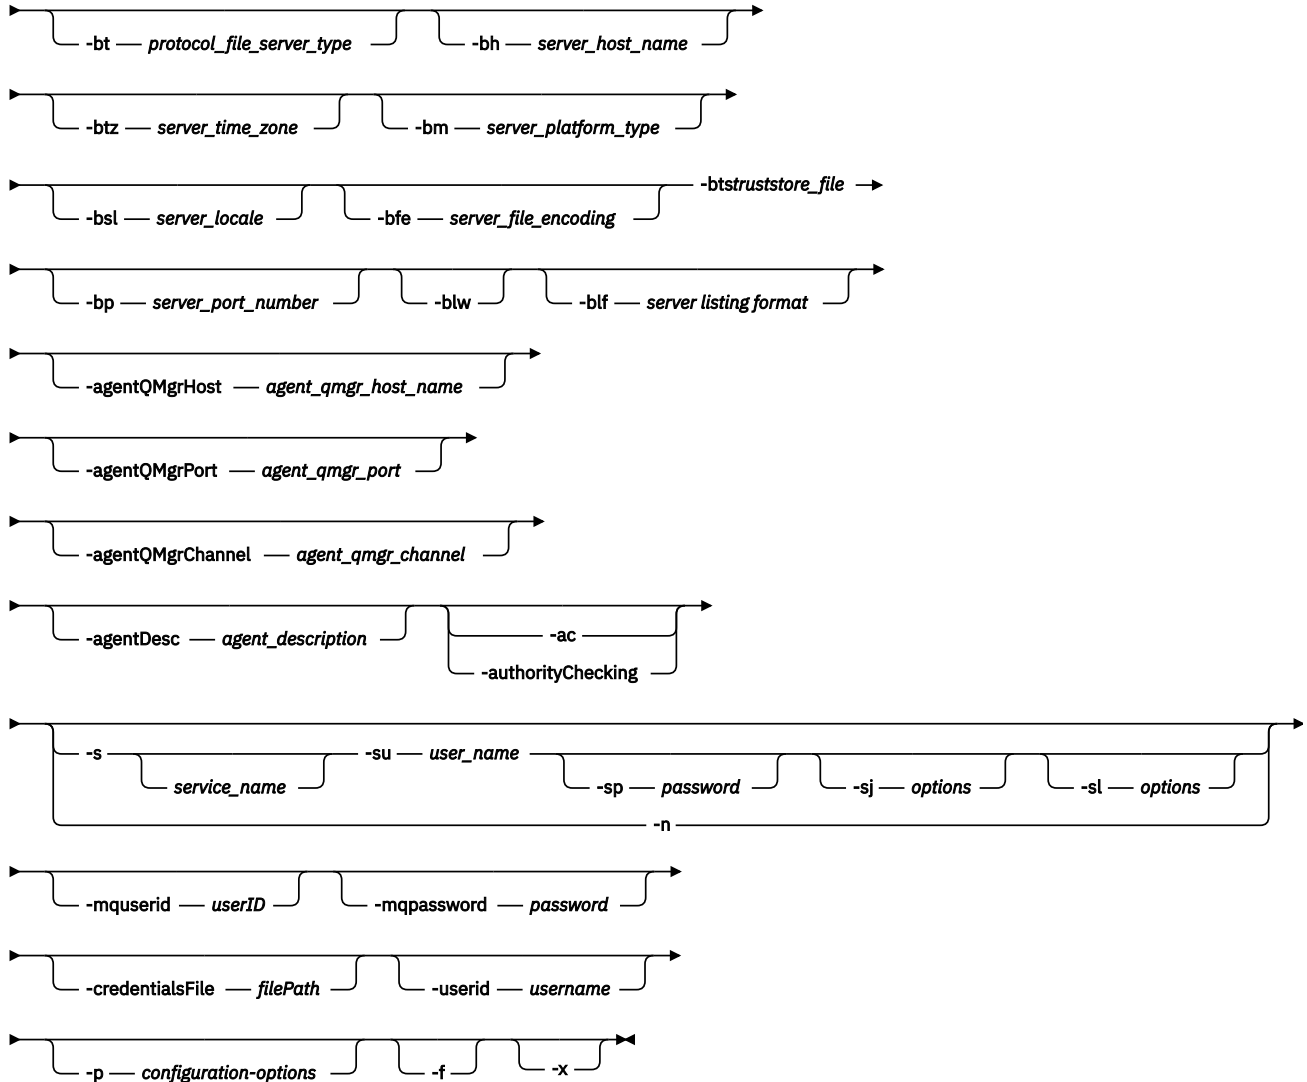 -bt protocol_file_server_type -bh server_host_name
-btz server_time_zone -bm server_platform_type
-btstruststore_file
-bsl server_locale -bfe server_file_encoding
-bp server_port_number -blw -blf server listing format
-agentQMgrHost agent_qmgr_host_name
-agentQMgrPort agent_qmgr_port
-agentQMgrChannel agent_qmgr_channel
-agentDesc agent_description -ac
-authorityChecking
-s -su user_name
service_name -sp password -sj options -sl options
-n
-mquserid userID -mqpassword password
-credentialsFile filePath -userid username
-p configuration-options -f -x